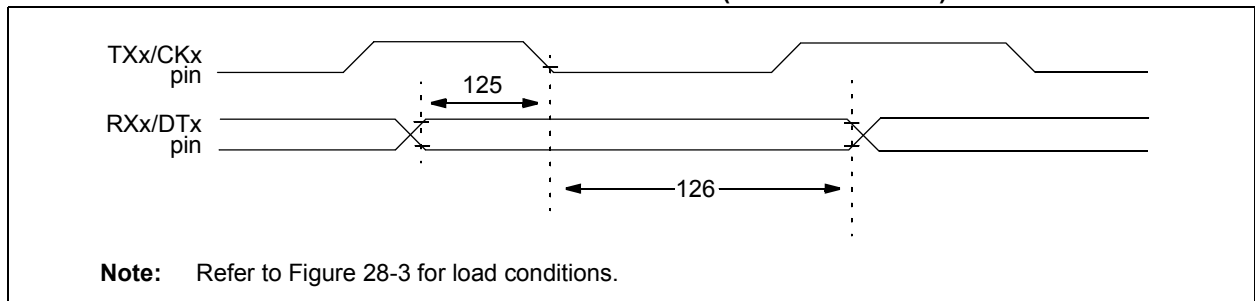 TXx/CKx
pin
125
RXx/DTx
pin
126
Note: Refer to Figure 28-3 for load conditions.